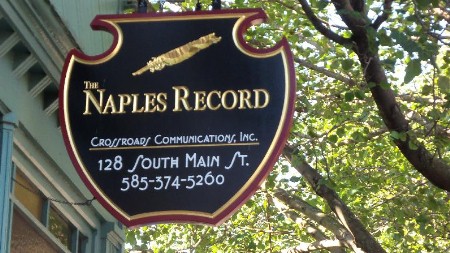 The
Naples Record
Crossroads Communications, Inc.
128 South Main St.
585-374-5260